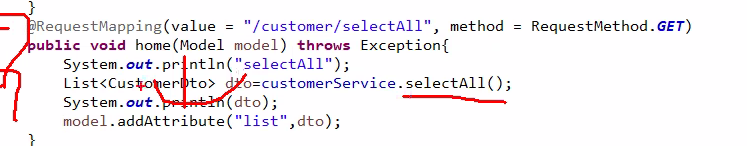 }
@RequestMapping(value = "/customer/selectAll", method = RequestMethod.GET)
public void home(Model model) throws Exception{
System.out.println("selectAll");
List<CustomerDto> dto=customerService.selectAll();
System.out.println(dto);
model.addAttribute("list",dto);
}